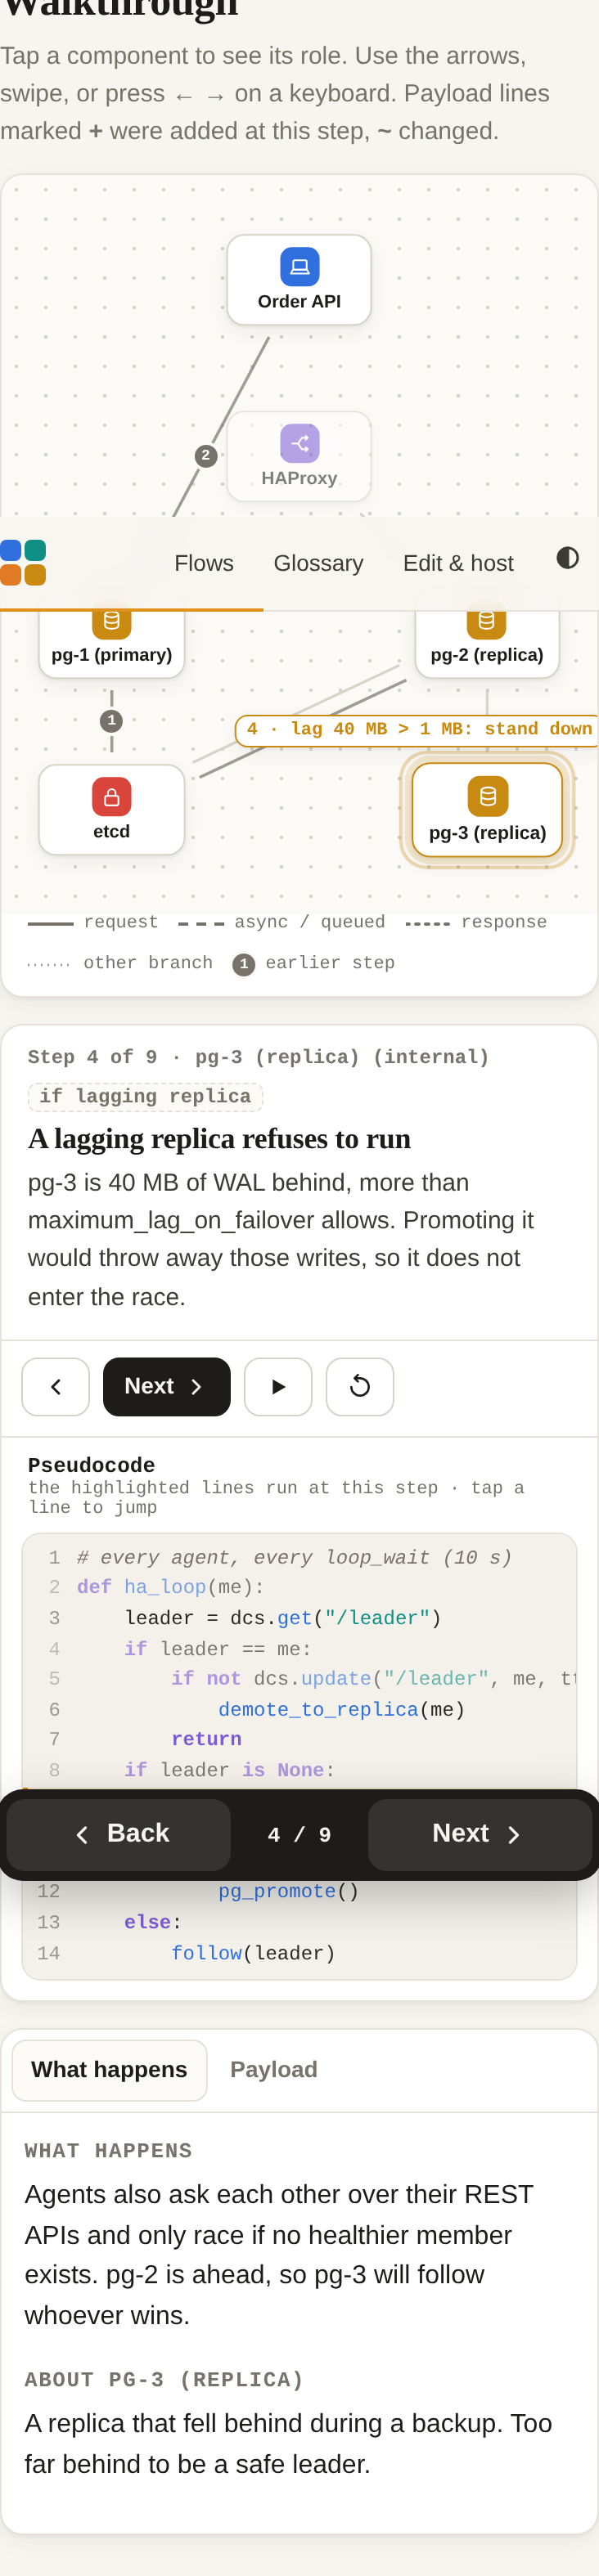 Walkthrough
Tap a component to see its role. Use the arrows,
swipe, or press ← → on a keyboard. Payload lines
marked + were added at this step, ~ changed.
Order API
2
HAProxy
Flows Glossary Edit & host
pg-1 (primary)
pg-2 (replica)
1
4 · lag 40 MB > 1 MB: stand down
etcd
pg-3 (replica)
request async / queued response
other branch 1 earlier step
Step 4 of 9 · pg-3 (replica) (internal)
if lagging replica
A lagging replica refuses to run
pg-3 is 40 MB of WAL behind, more than
maximum_lag_on_failover allows. Promoting it
would throw away those writes, so it does not
enter the race.
Next
Pseudocode
the highlighted lines run at this step · tap a
line to jump
1 # every agent, every loop_wait (10 s)
2 def ha_loop(me):
3 leader = dcs.get("/leader")
4 if leader == me:
5 if not dcs.update("/leader", me, tt
6 demote_to_replica(me)
7 return
8 if leader is None:
Back 4 / 9 Next
12 pg_promote()
13 else:
14 follow(leader)
What happens Payload
WHAT HAPPENS
Agents also ask each other over their REST
APIs and only race if no healthier member
exists. pg-2 is ahead, so pg-3 will follow
whoever wins.
ABOUT PG-3 (REPLICA)
A replica that fell behind during a backup. Too
far behind to be a safe leader.